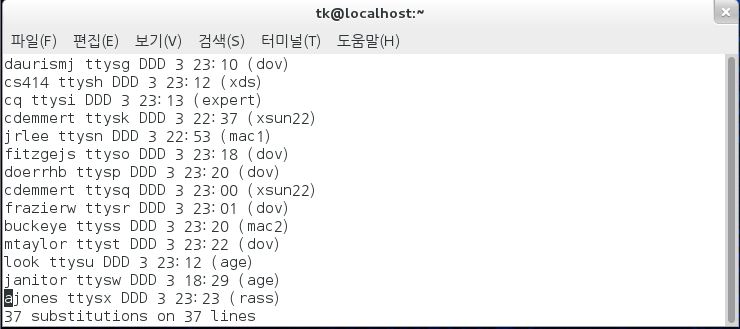 tk@localhost:~
파일(F) 편집(E) 보기(V) 검색(S) 터미널(T) 도움말(H)
daurismj ttysg DDD 3 23:10 (dov)
cs414 ttysh DDD 3 23:12 (xds)
cq ttysi DDD 3 23:13 (expert)
cdemmert ttysk DDD 3 22:37 (xsun22)
jrlee ttysn DDD 3 22:53 (mac1)
fitzgejs ttyso DDD 3 23:18 (dov)
doerrhb ttysp DDD 3 23:20 (dov)
cdemmert ttysq DDD 3 23:00 (xsun22)
frazierw ttysr DDD 3 23:01 (dov)
buckeye ttyss DDD 3 23:20 (mac2)
mtaylor ttyst DDD 3 23:22 (dov)
look ttysu DDD 3 23:12 (age)
janitor ttysw DDD 3 18:29 (age)
ajones ttysx DDD 3 23:23 (rass)
37 substitutions on 37 lines